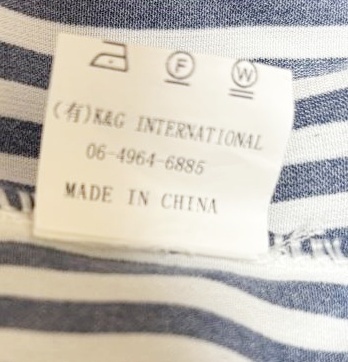 F W
(有)K&G INTERNATIONAL
06-4964-6885
MADE IN CHINA